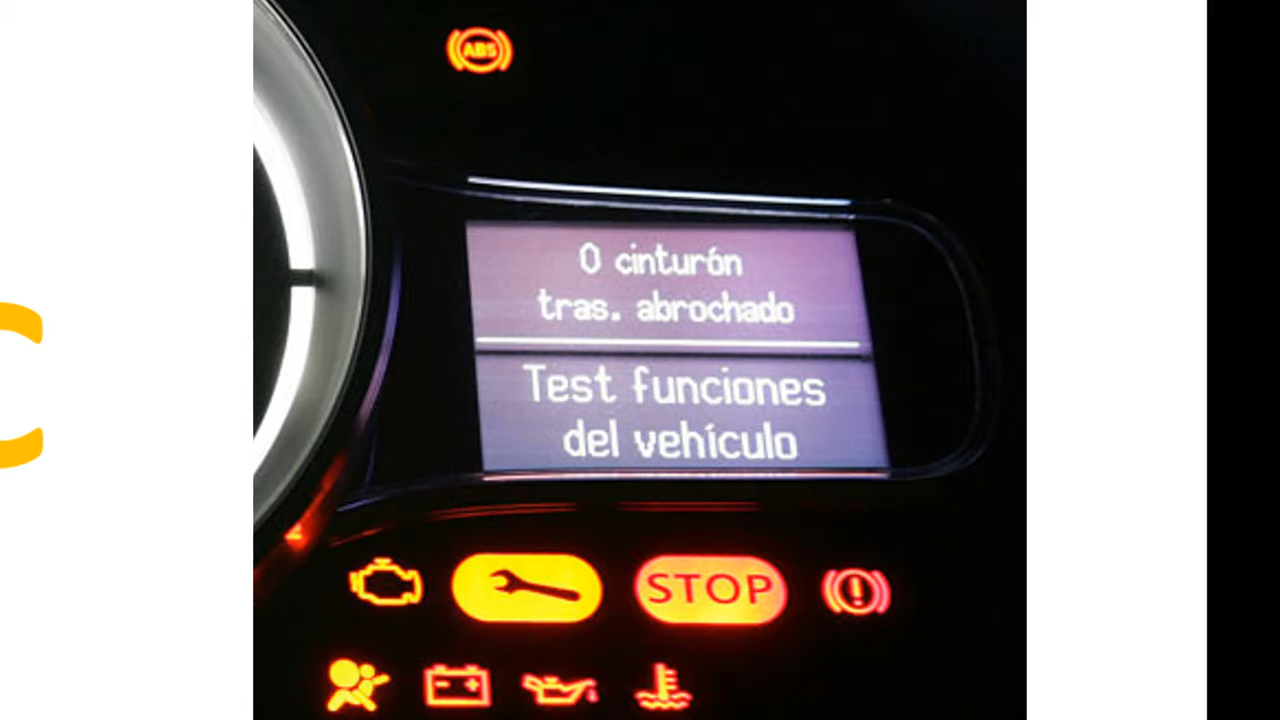 ABS
0 cinturón
tras. abrochado
Test funciones
del vehículo
STOP